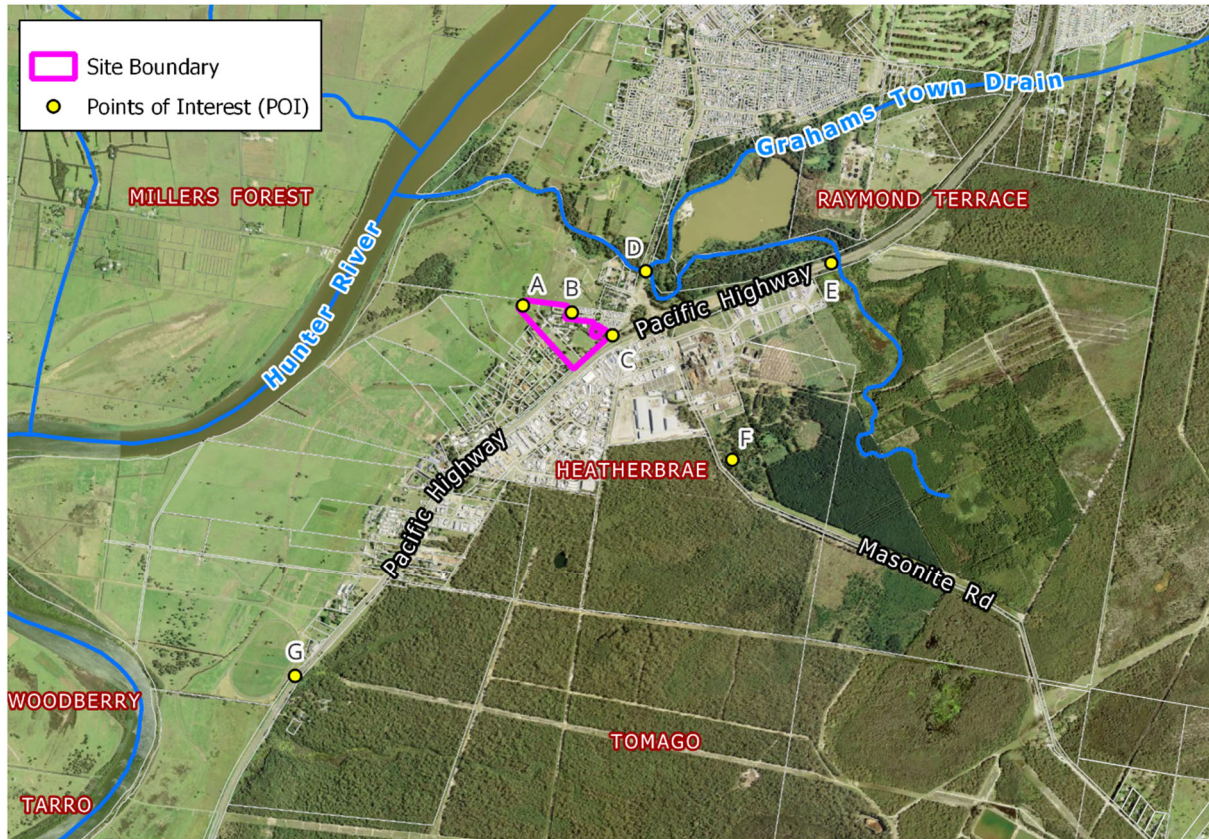 Site Boundary
Points of Interest (POI)
Grahams Town Drain
MILLERS FOREST
RAYMOND TERRACE
Hunter River
D
A
B
E
Pacific Highway
C
F
HEATHERBRAE
Pacific Highway
Masonite Rd
G
WOODBERRY
TOMAGO
TARRO